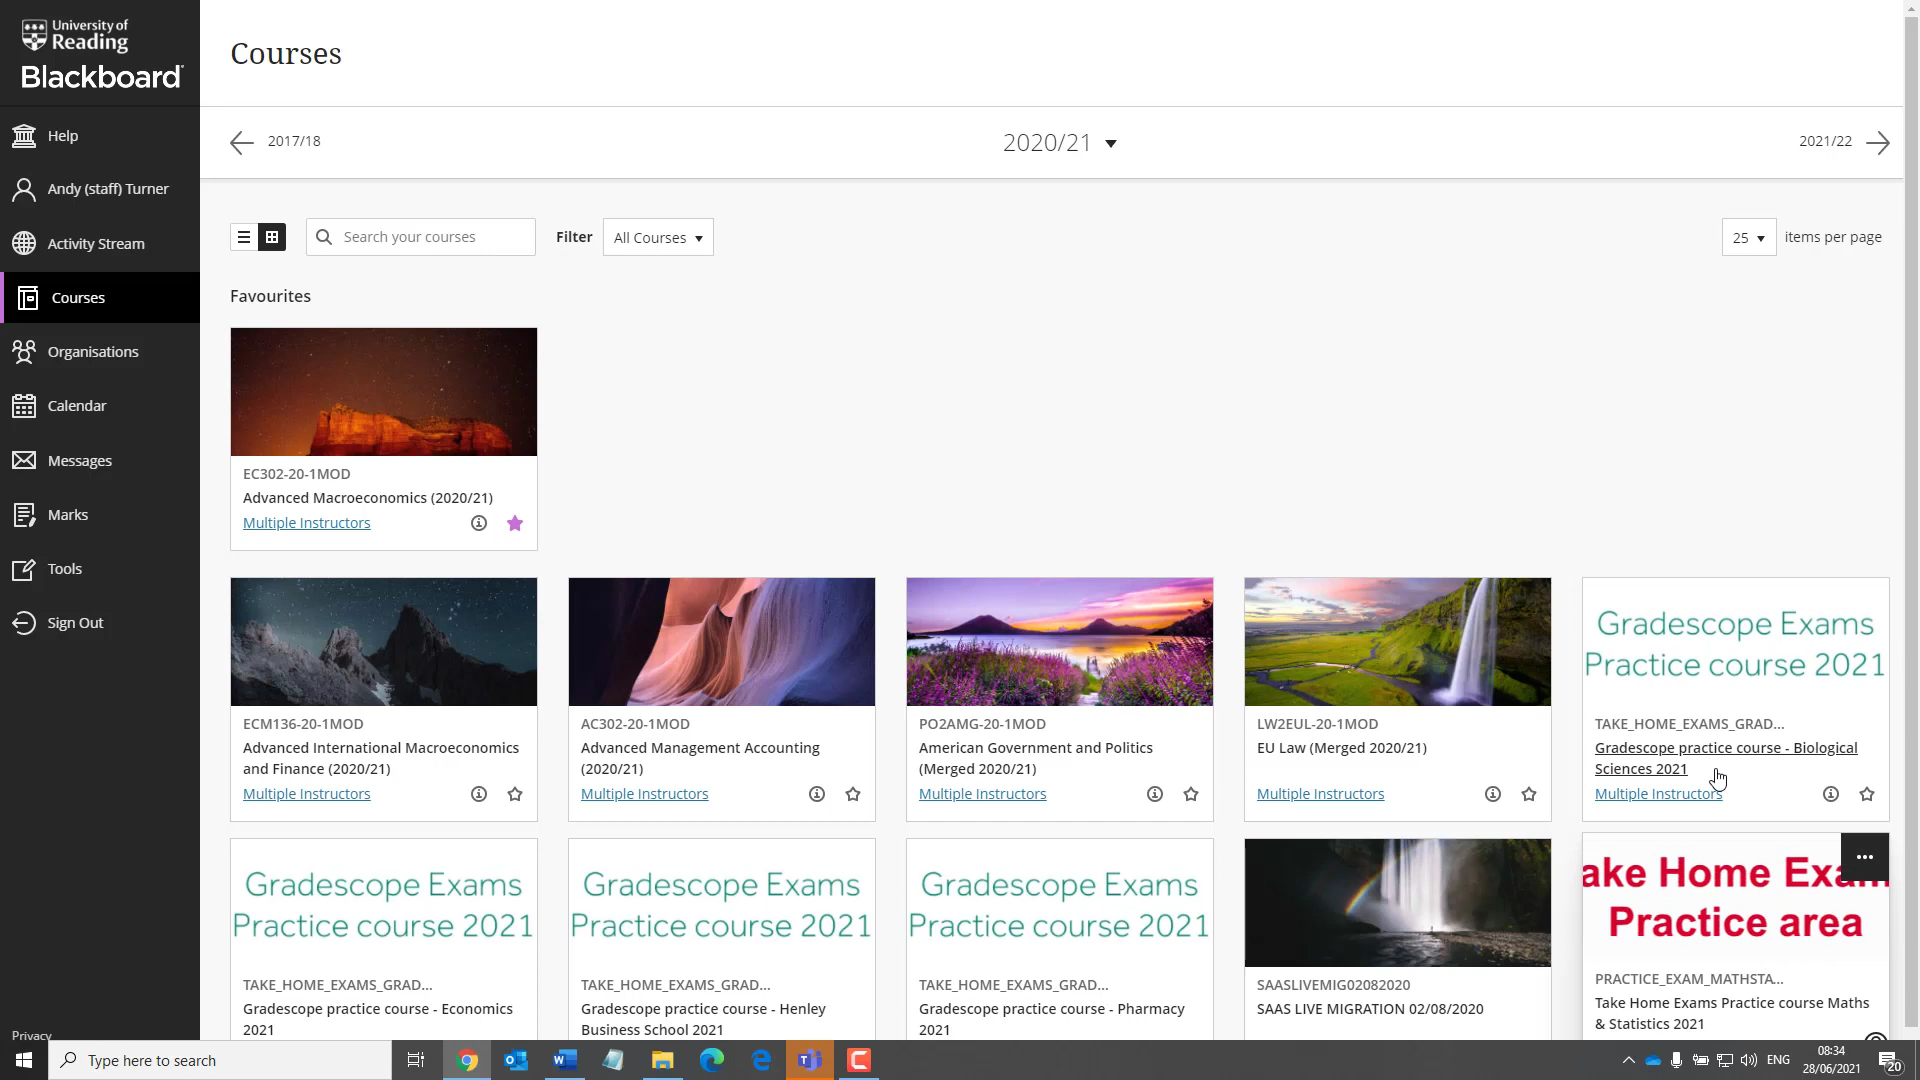 University of
Reading
Blackboard
Help
Andy (staff) Turner
Activity Stream
Courses
Organisations
Calendar
Messages
Marks
Tools
Sign Out
Privacy
Courses
2017/18
2020/21
2021/22
Search your courses
Filter
All Courses
25
items per page
Favourites
EC302-20-1MOD
Advanced Macroeconomics (2020/21)
Multiple Instructors
ECM136-20-1MOD
Advanced International Macroeconomics
and Finance (2020/21)
Multiple Instructors
AC302-20-1MOD
Advanced Management Accounting
(2020/21)
Multiple Instructors
PO2AMG-20-1MOD
American Government and Politics
(Merged 2020/21)
Multiple Instructors
LW2EUL-20-1MOD
EU Law (Merged 2020/21)
Multiple Instructors
Gradescope Exams
Practice course 2021
TAKE_HOME_EXAMS_GRAD...
Gradescope practice course - Biological
Sciences 2021
Multiple Instructors
Gradescope Exams
Practice course 2021
TAKE_HOME_EXAMS_GRAD...
Gradescope practice course - Economics
2021
Gradescope Exams
Practice course 2021
TAKE_HOME_EXAMS_GRAD...
Gradescope practice course - Henley
Business School 2021
Gradescope Exams
Practice course 2021
TAKE_HOME_EXAMS_GRAD...
Gradescope practice course - Pharmacy
2021
SAASLIVEMIG02082020
SAAS LIVE MIGRATION 02/08/2020
ake Home Exam
Practice area
PRACTICE_EXAM_MATHSTA...
Take Home Exams Practice course Maths
& Statistics 2021
Type here to search
ENG
08:34
28/06/2021
20